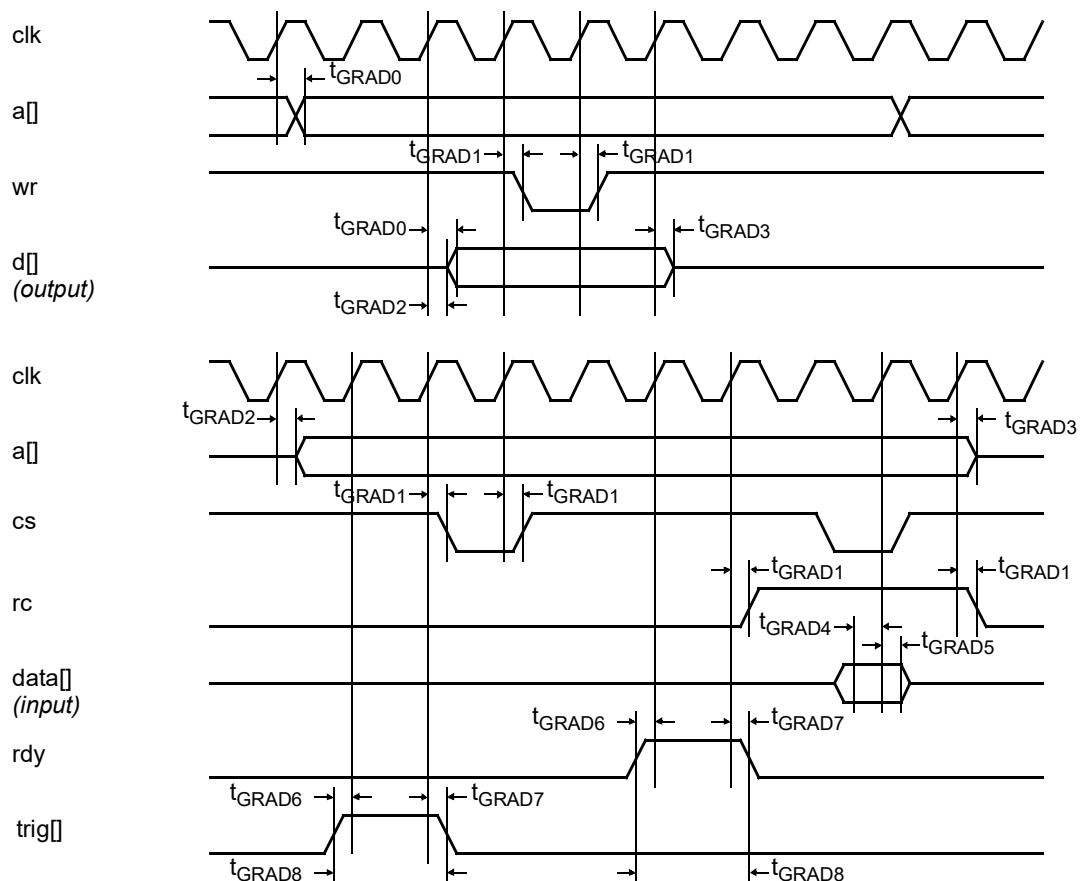 clk
tGRAD0
a[]
tGRAD1 tGRAD1
wr
tGRAD0 tGRAD3
d[]
(output)
tGRAD2
clk
tGRAD2 tGRAD3
a[]
tGRAD1 tGRAD1
cs
tGRAD1 tGRAD1
rc
tGRAD4 tGRAD5
data[]
(input)
tGRAD6 tGRAD7
rdy
tGRAD6 tGRAD7
trig[]
tGRAD8 tGRAD8